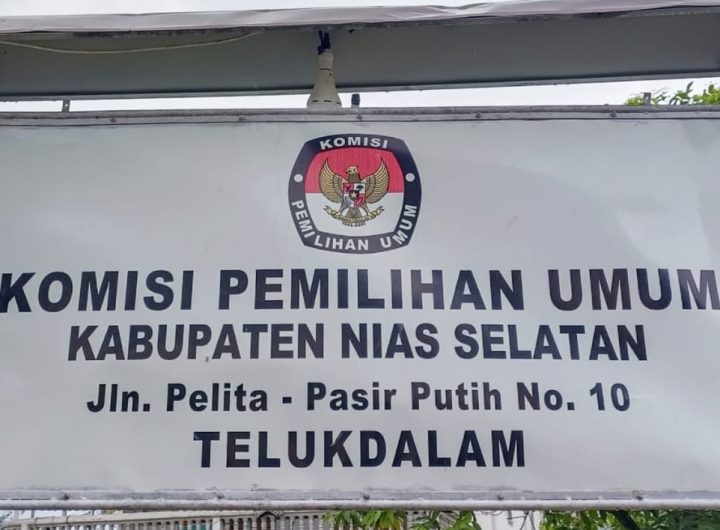 KOMISI
PEMILIHAN UMUM
KOMISI PEMILIHAN UMUM
KABUPATEN NIAS SELATAN
Jln. Pelita - Pasir Putih No. 10
TELUKDALAM